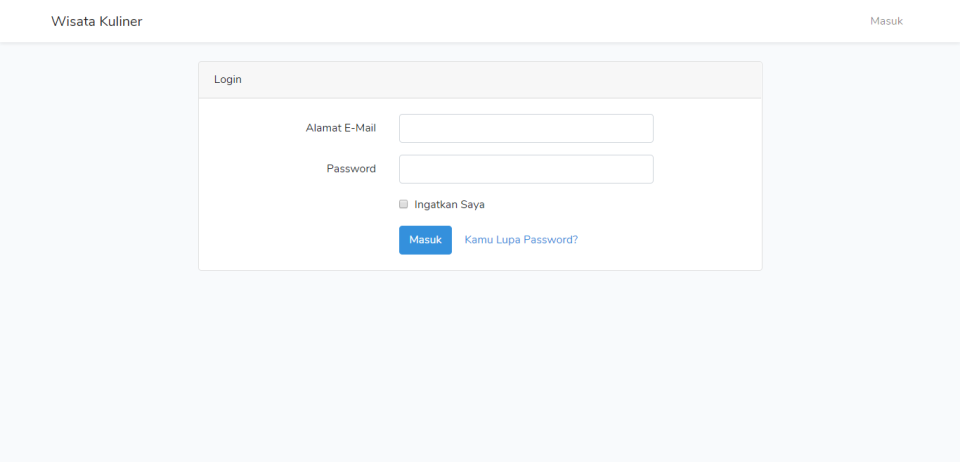 Wisata Kuliner
Masuk
Login
Alamat E-Mail
Password
Ingatkan Saya
Masuk Kamu Lupa Password?